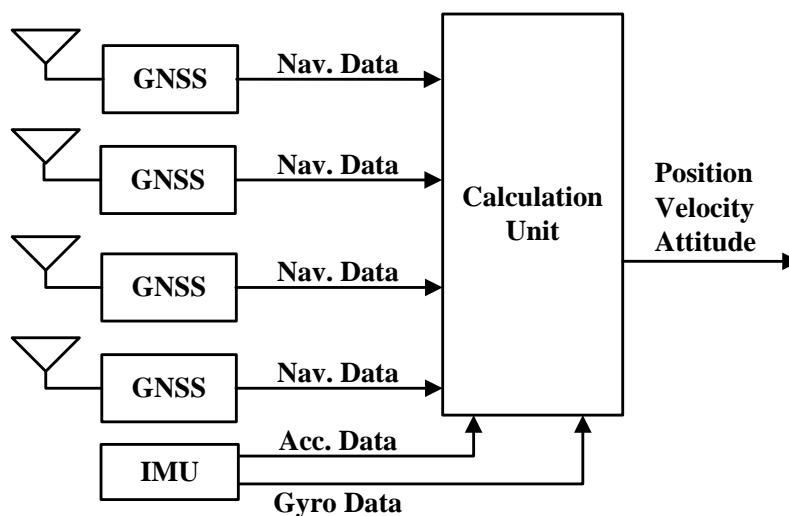 GNSS
Nav. Data
GNSS
Nav. Data
GNSS
Nav. Data
GNSS
Nav. Data
IMU
Acc. Data
Gyro Data
Calculation
Unit
Position
Velocity
Attitude